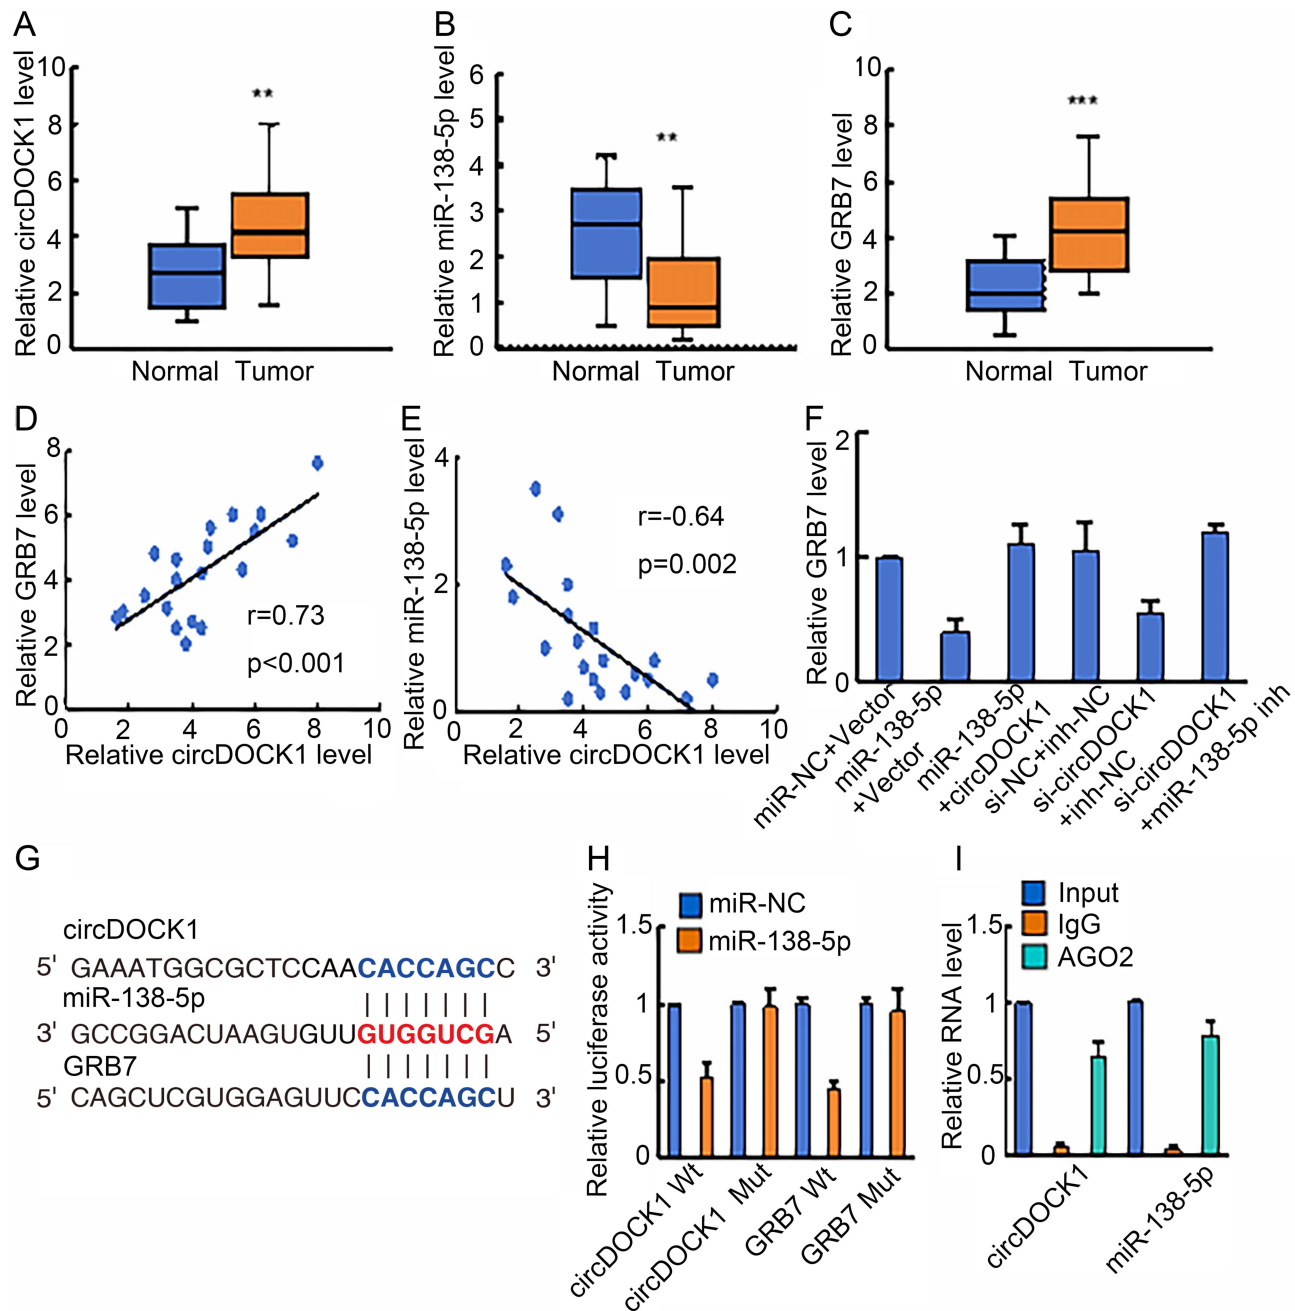 A
Relative circDOCK1 level
10
8
6
4
2
0
**
Normal Tumor
B
Relative miR-138-5p level
6
5
4
3
2
1
0
**
Normal Tumor
C
Relative GRB7 level
10
8
6
4
2
0
***
Normal Tumor
D
Relative GRB7 level
8
6
4
2
0
r=0.73
p<0.001
0 2 4 6 8 10
Relative circDOCK1 level
E
Relative miR-138-5p level
4
2
0
r=-0.64
p=0.002
0 2 4 6 8 10
Relative circDOCK1 level
F
Relative GRB7 level
2
1
0
miR-NC+Vector
miR-138-5p
+Vector
miR-138-5p
+circDOCK1
si-NC+inh-NC
si-circDOCK1
+inh-NC
si-circDOCK1
+miR-138-5p inh
G
circDOCK1
5' GAAATGGCGCTCCAACACCAGCC 3'
miR-138-5p
3' GCCGGACUAAGUGUUGUGGUCGA 5'
GRB7
5' CAGCUCGUGGAGUUCCACCAGCU 3'
H
Relative luciferase activity
miR-NC
miR-138-5p
1.5
1
0.5
0
circDOCK1 Wt
circDOCK1 Mut
GRB7 Wt
GRB7 Mut
I
Relative RNA level
Input
IgG
AGO2
1.5
1
0.5
0
circDOCK1
miR-138-5p